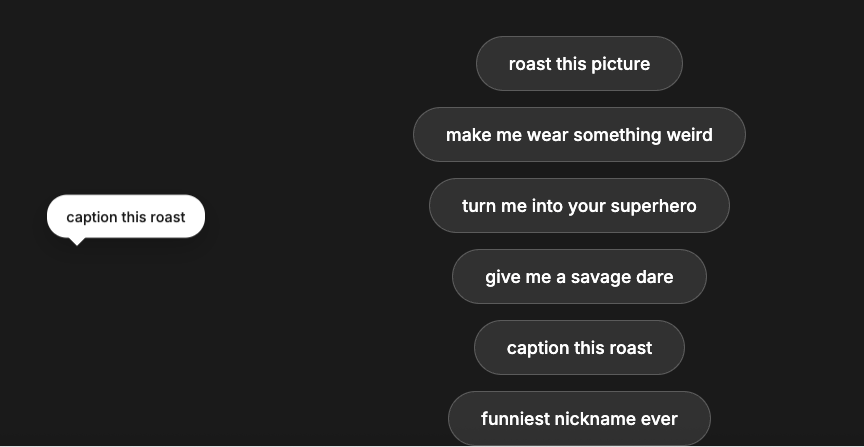 roast this picture
make me wear something weird
turn me into your superhero
caption this roast
give me a savage dare
caption this roast
funniest nickname ever